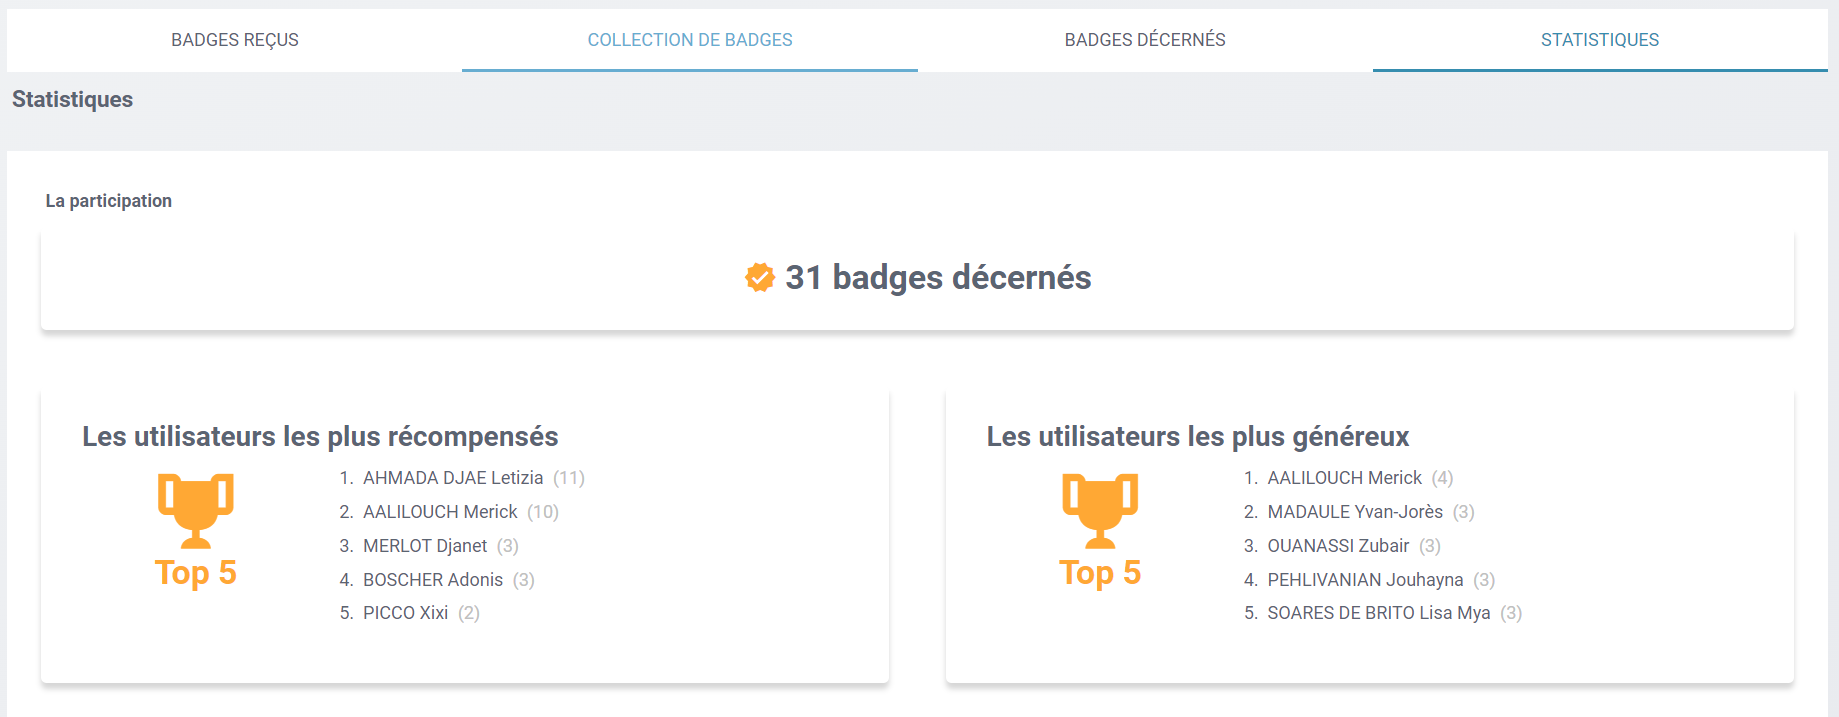 BADGES REÇUS
COLLECTION DE BADGES
BADGES DÉCERNÉS
STATISTIQUES
Statistiques
La participation
31 badges décernés
Les utilisateurs les plus récompensés
Top 5
1. AHMADA DJAE Letizia (11)
2. AALILOUCH Merick (10)
3. MERLOT Djanet (3)
4. BOSCHER Adonis (3)
5. PICCO Xixi (2)
Les utilisateurs les plus généreux
Top 5
1. AALILOUCH Merick (4)
2. MADAULE Yvan-Jorès (3)
3. OUANASSI Zubair (3)
4. PEHLIVANIAN Jouhayna (3)
5. SOARES DE BRITO Lisa Mya (3)